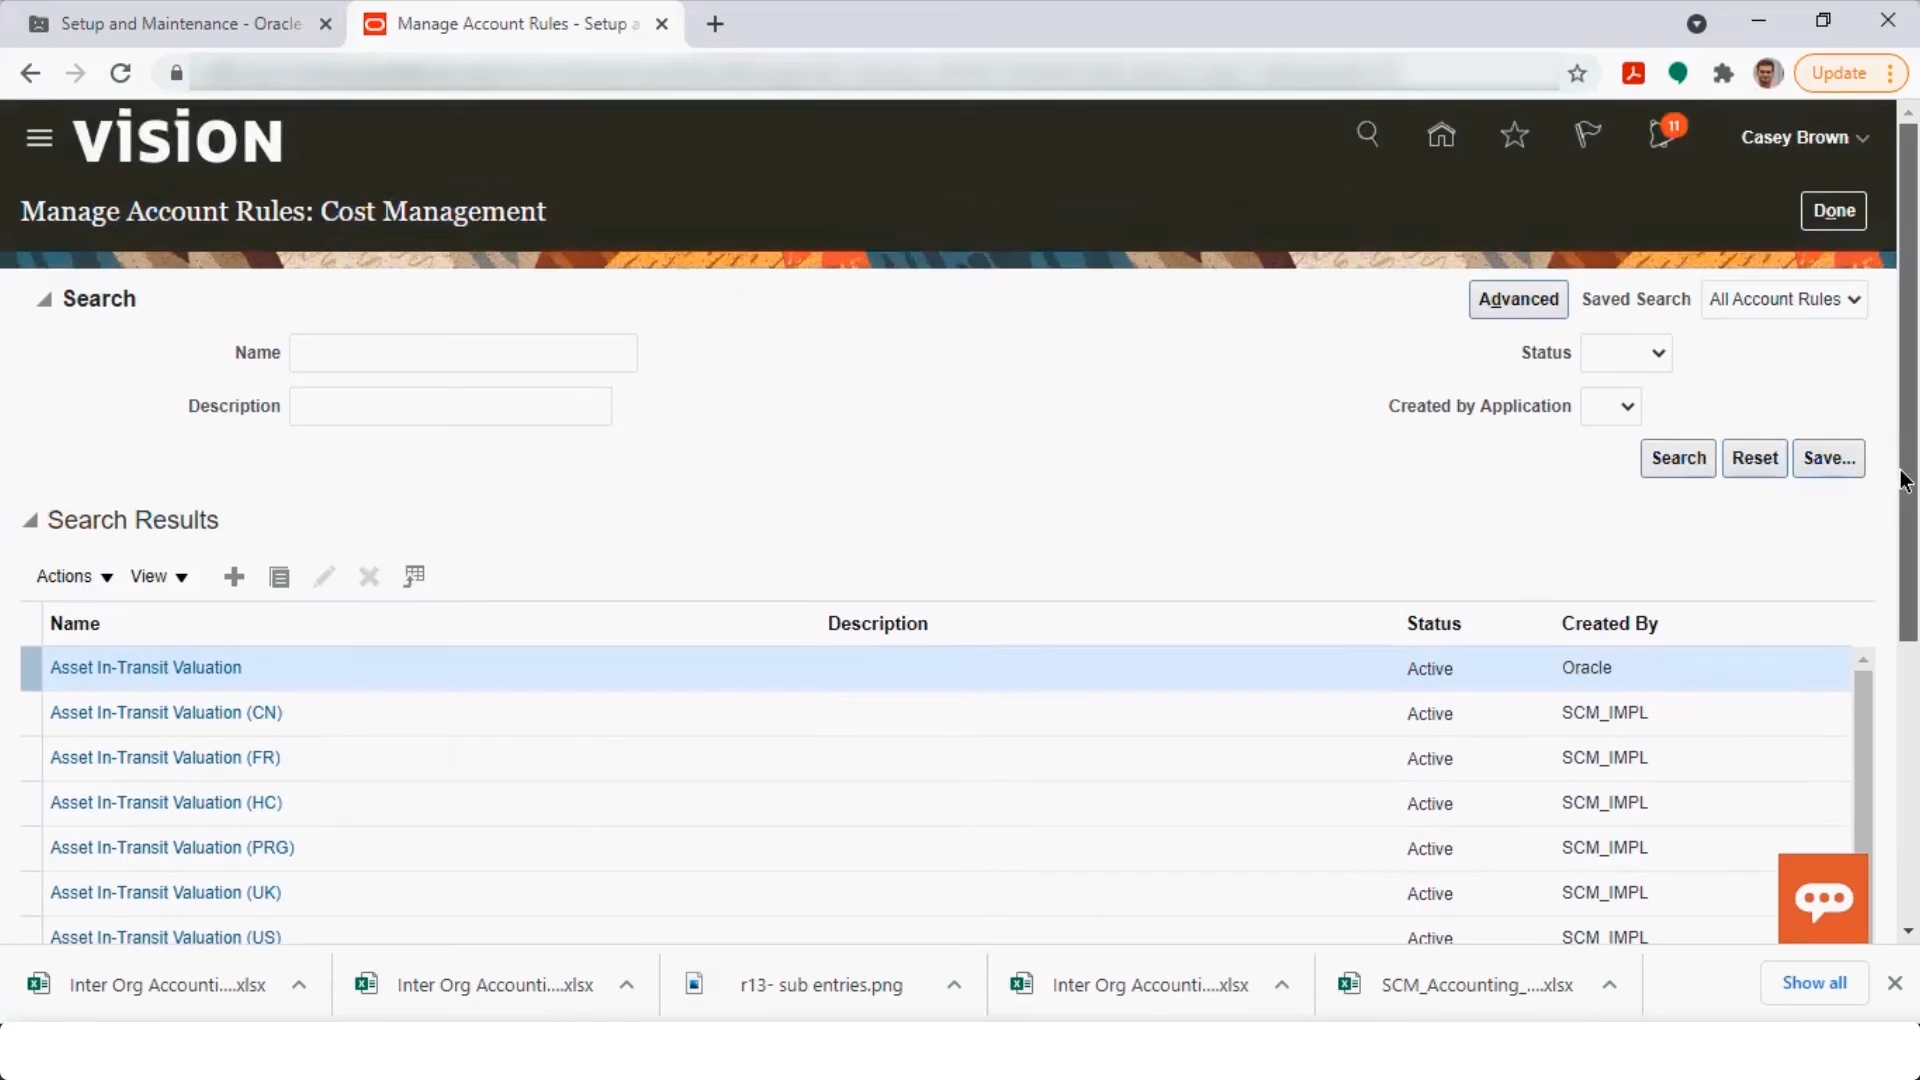 Setup and Maintenance - Oracle
Manage Account Rules - Setup a
Update
VISION
11
Casey Brown
Manage Account Rules: Cost Management
Done
Search
Advanced
Saved Search
All Account Rules
Name
Status
Description
Created by Application
Search
Reset
Save...
Search Results
Actions
View
Name Description Status Created By
Asset In-Transit Valuation Active Oracle
Asset In-Transit Valuation (CN) Active SCM_IMPL
Asset In-Transit Valuation (FR) Active SCM_IMPL
Asset In-Transit Valuation (HC) Active SCM_IMPL
Asset In-Transit Valuation (PRG) Active SCM_IMPL
Asset In-Transit Valuation (UK) Active SCM_IMPL
Asset In-Transit Valuation (US) Active SCM_IMPL
Inter Org Accounti....xlsx
Inter Org Accounti....xlsx
r13- sub entries.png
Inter Org Accounti....xlsx
SCM_Accounting_....xlsx
Show all